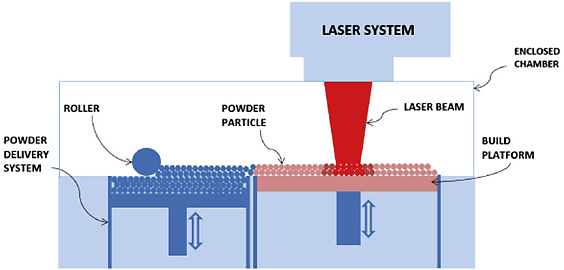 LASER SYSTEM
ENCLOSED
CHAMBER
ROLLER
POWDER
PARTICLE
LASER BEAM
POWDER
DELIVERY
SYSTEM
BUILD
PLATFORM